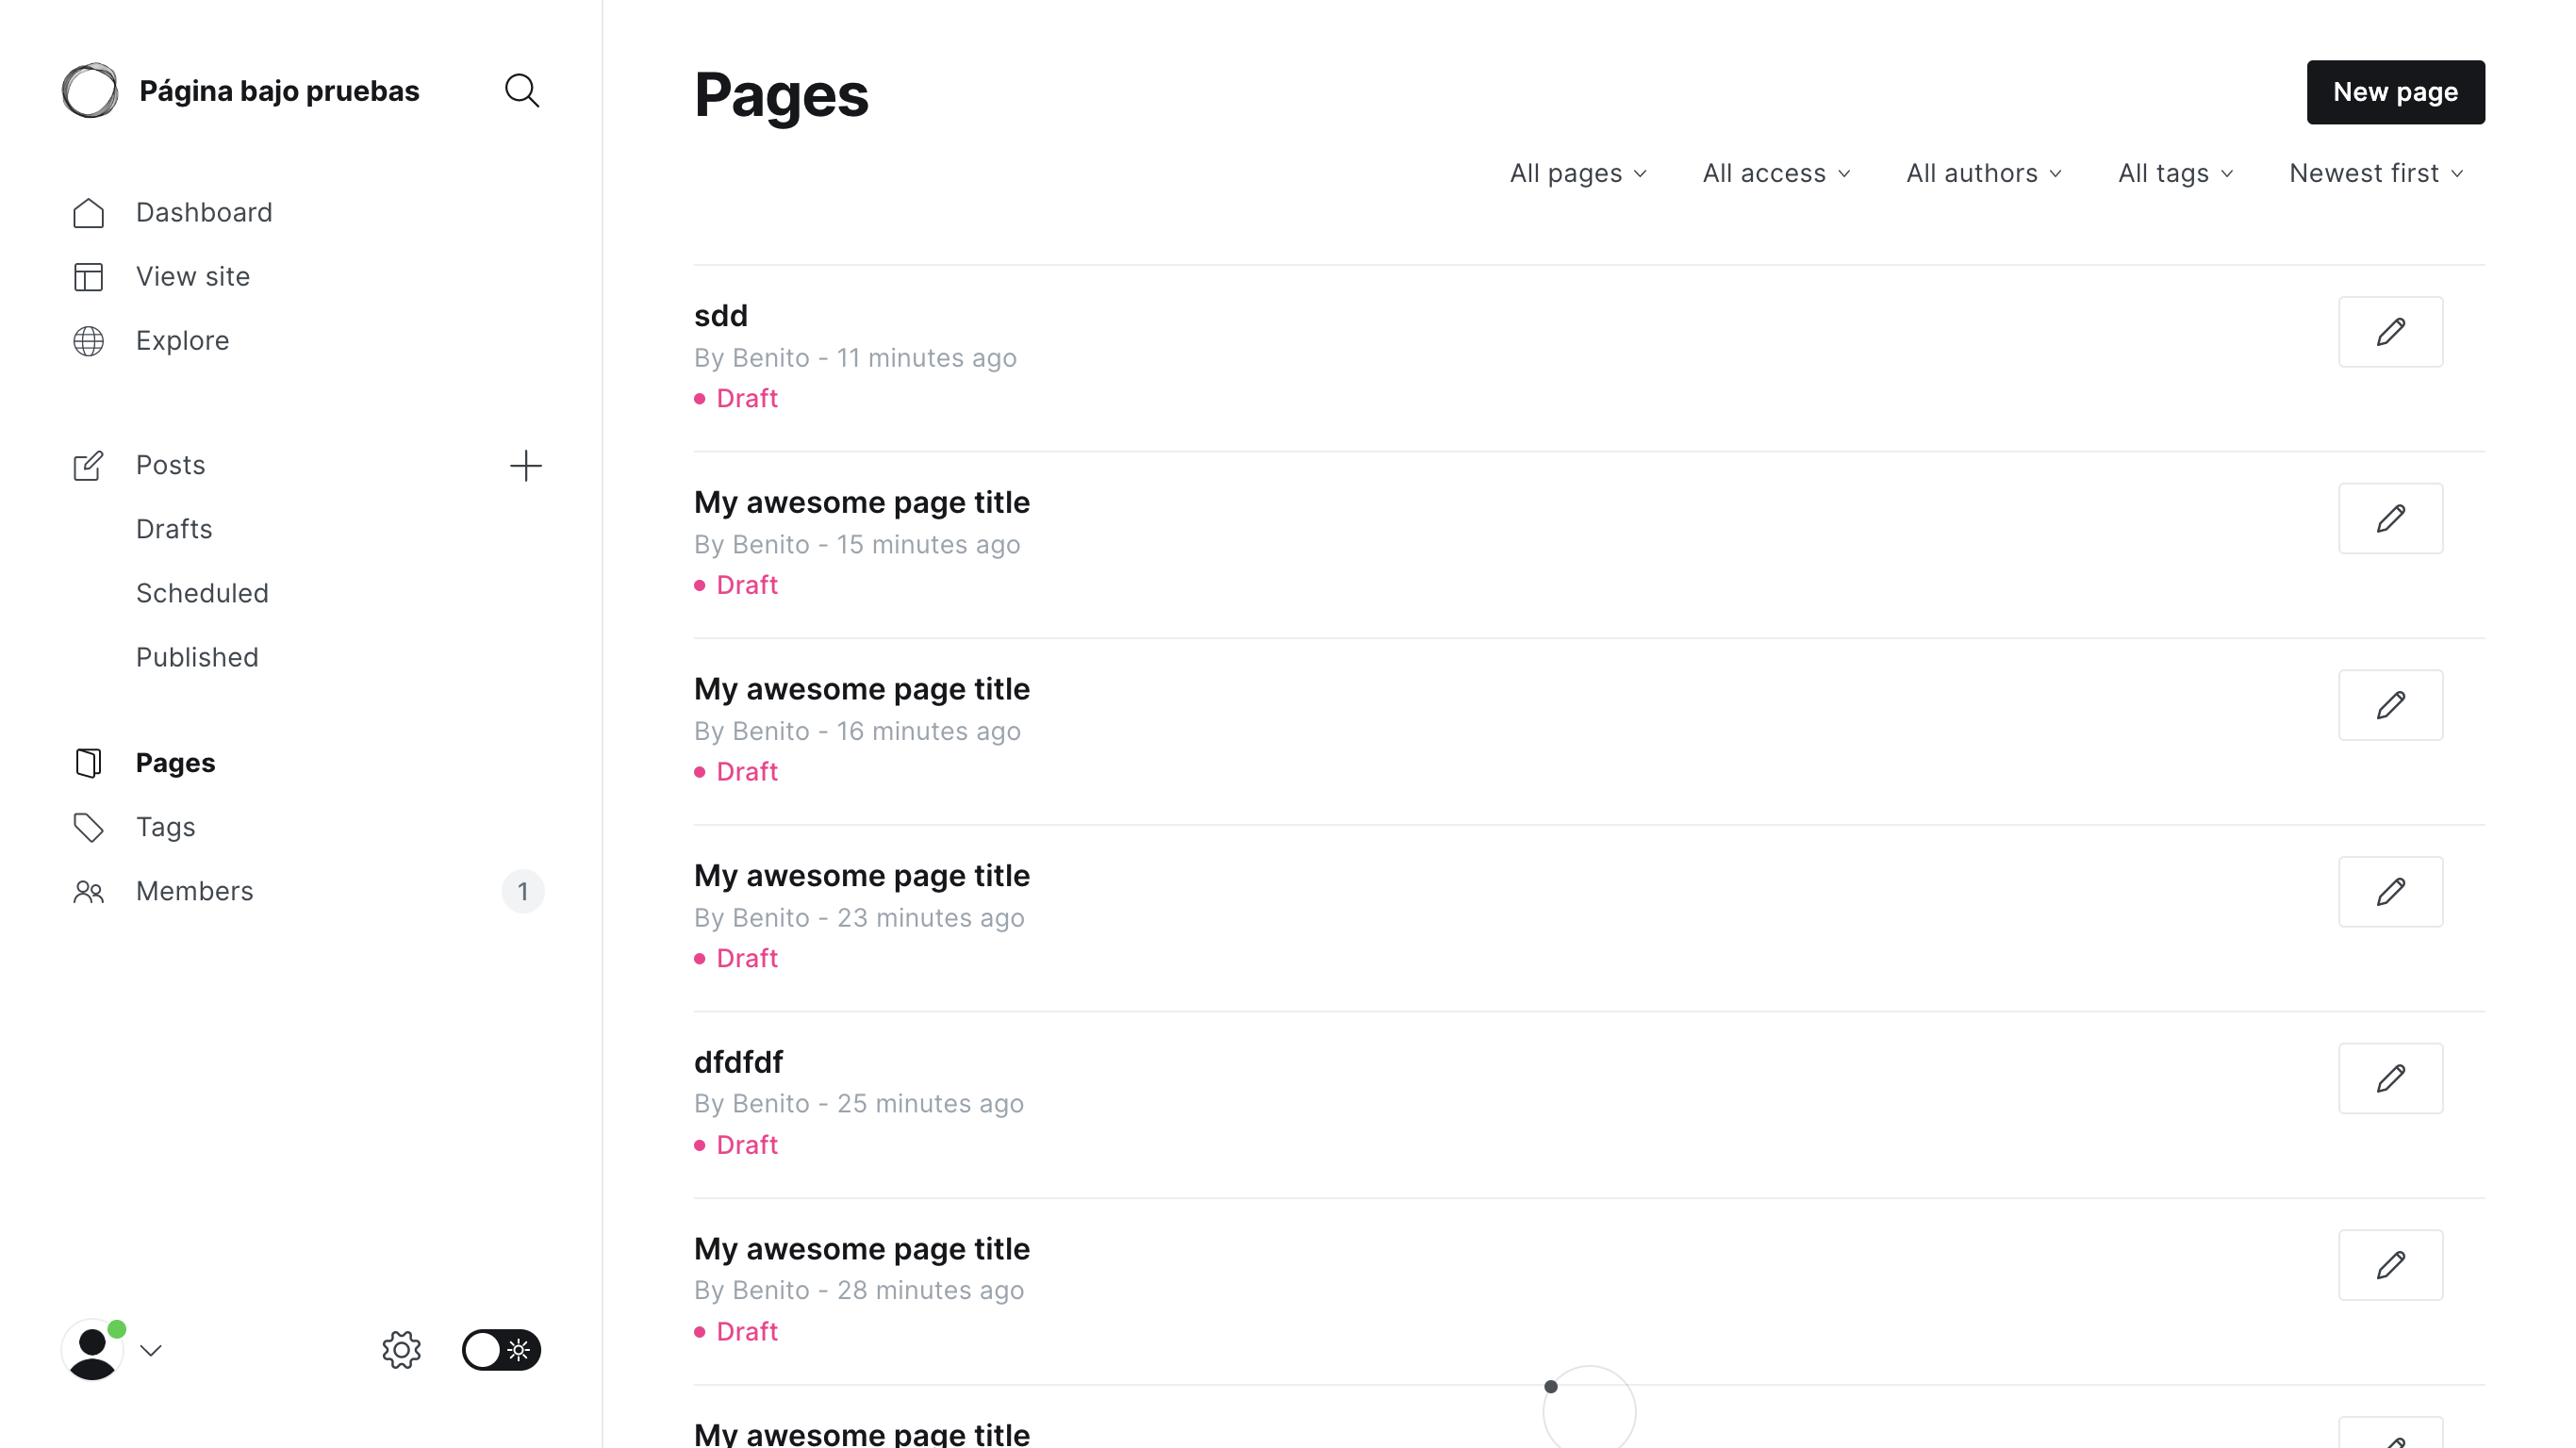 Página bajo pruebas
Dashboard
View site
Explore
Posts
Drafts
Scheduled
Published
Pages
Tags
Members
1
Pages
New page
All pages
All access
All authors
All tags
Newest first
sdd
By Benito - 11 minutes ago
Draft
My awesome page title
By Benito - 15 minutes ago
Draft
My awesome page title
By Benito - 16 minutes ago
Draft
My awesome page title
By Benito - 23 minutes ago
Draft
dfdfdf
By Benito - 25 minutes ago
Draft
My awesome page title
By Benito - 28 minutes ago
Draft
My awesome page title